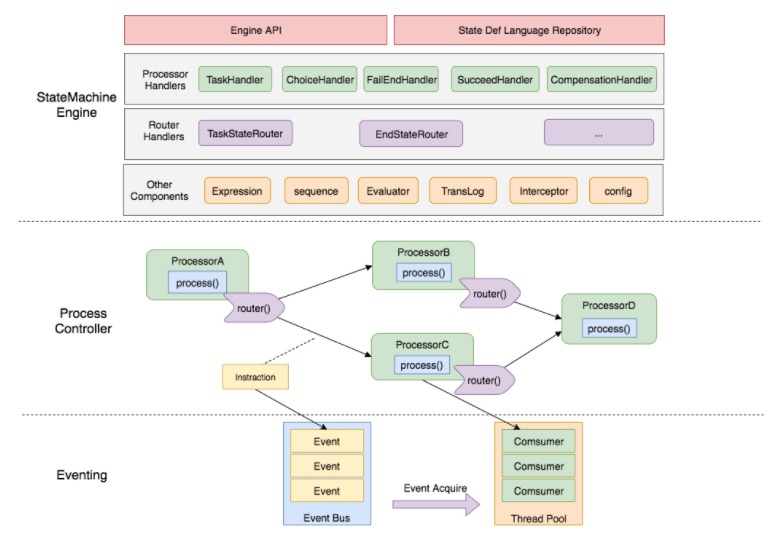 Engine API
State Def Language Repository
StateMachine
Engine
Processor
Handlers
TaskHandler
ChoiceHandler
FailEndHandler
SucceedHandler
CompensationHandler
Router
Handlers
TaskStateRouter
EndStateRouter
...
Other
Components
Expression
sequence
Evaluator
TransLog
Interceptor
config
Process
Controller
ProcessorA
process()
router()
ProcessorB
process()
router()
ProcessorC
process()
router()
ProcessorD
process()
Instraction
Eventing
Event
Event
Event
Event Bus
Event Acquire
Comsumer
Comsumer
Comsumer
Thread Pool